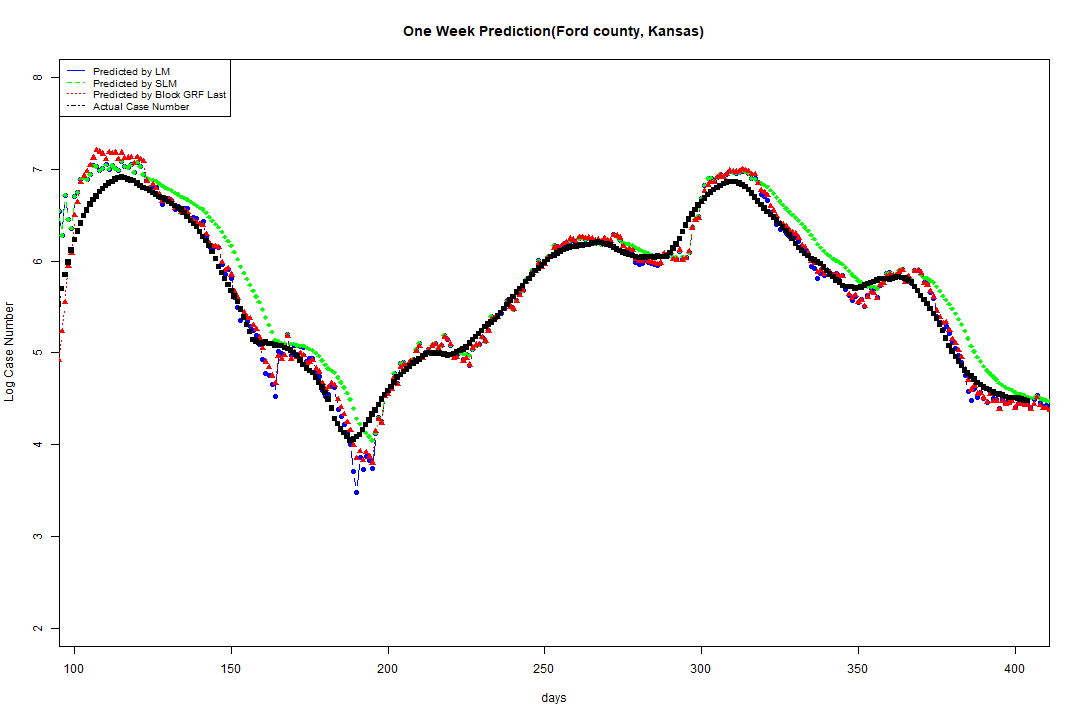 One Week Prediction(Ford county, Kansas)
Predicted by LM
Predicted by SLM
Predicted by Block GRF Last
Actual Case Number
8
7
6
5
4
3
2
Log Case Number
100 150 200 250 300 350 400
days